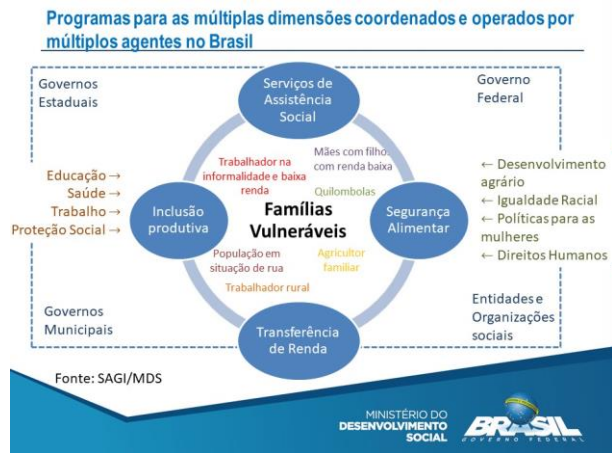 Programas para as múltiplas dimensões coordenados e operados por
múltiplos agentes no Brasil
Governos
Estaduais
Serviços de
Assistência
Social
Governo
Federal
Trabalhador na
informalidade e baixa
renda
Mães com filho.
com renda baixa
Quilombolas
Educação →
Saúde →
Trabalho →
Proteção Social →
Inclusão
produtiva
Famílias
Vulneráveis
Segurança
Alimentar
← Desenvolvimento
agrário
← Igualdade Racial
← Políticas para as
mulheres
← Direitos Humanos
População em
situação de rua
Agricultor
familiar
Trabalhador rural
Governos
Municipais
Transferência
de Renda
Entidades e
Organizações
sociais
Fonte: SAGI/MDS
MINISTÉRIO DO
DESENVOLVIMENTO
SOCIAL
BRASIL
GOVERNO FEDERAL